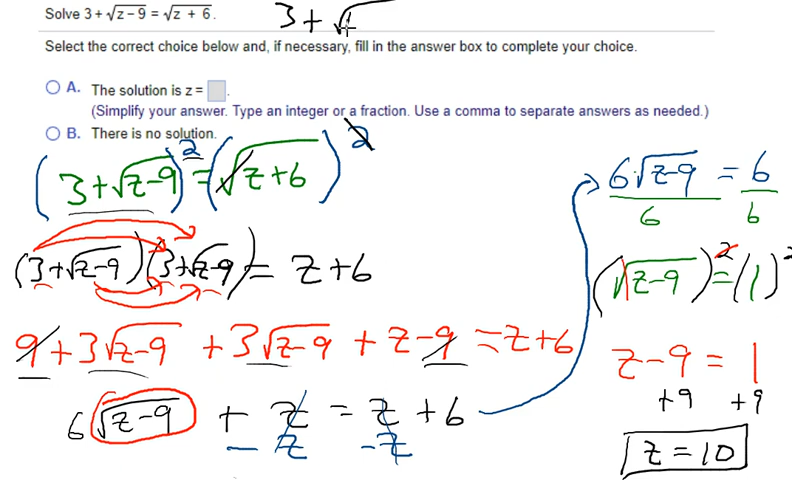 Solve 3 + √z − 9 = √z + 6.
3 + √
Select the correct choice below and, if necessary, fill in the answer box to complete your choice.
A. The solution is z = .
(Simplify your answer. Type an integer or a fraction. Use a comma to separate answers as needed.)
B. There is no solution.
(3+√z-9)² = (√z+6)²
(3+√z-9)(3+√z-9) = z+6
9+3√z-9 +3√z-9 + z-9 = z+6
6√z-9 + z = z +6
-z -z
6√z-9 = 6
6 6
(√z-9)² = (1)²
z-9 = 1
+9 +9
z = 10